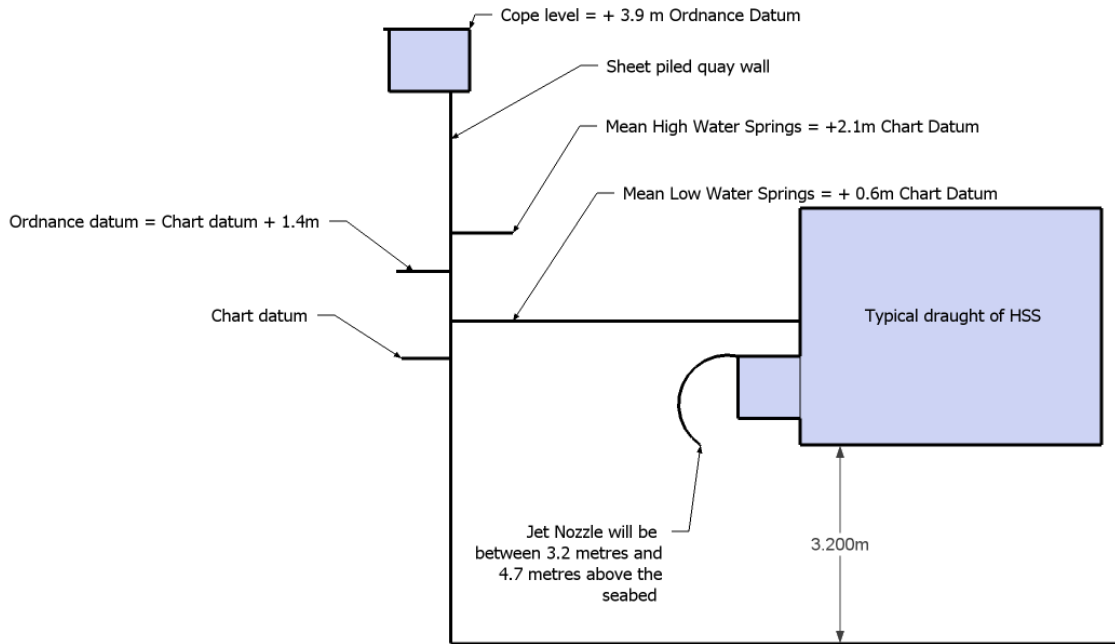 Cope level = + 3.9 m Ordnance Datum
Sheet piled quay wall
Mean High Water Springs = +2.1m Chart Datum
Mean Low Water Springs = + 0.6m Chart Datum
Ordnance datum = Chart datum + 1.4m
Chart datum
Typical draught of HSS
Jet Nozzle will be
between 3.2 metres and
4.7 metres above the
seabed
3.200m